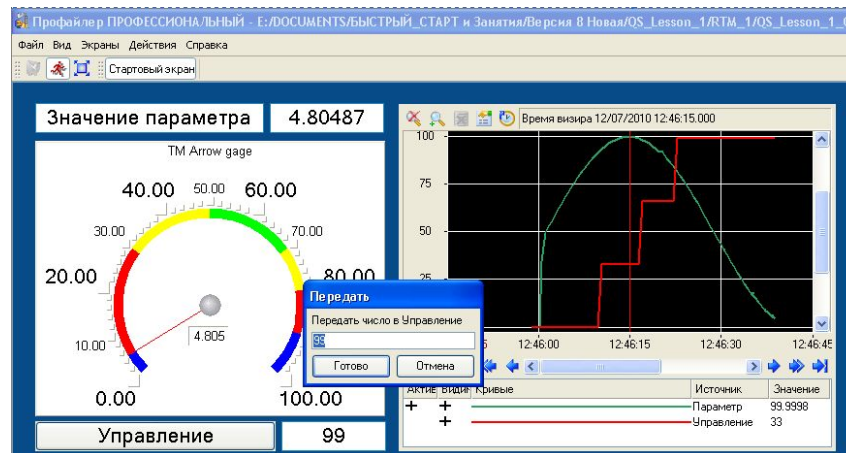 Профайлер ПРОФЕССИОНАЛЬНЫЙ - E:/DOCUMENTS/БЫСТРЫЙ_СТАРТ и Занятия/Версия 8 Новая/QS_Lesson_1/RTM_1/QS_Lesson_1_
Файл Вид Экраны Действия Справка
Стартовый экран
Значение параметра 4.80487
Время визира 12/07/2010 12:46:15.000
TM Arrow gage
40.00 50.00 60.00
30.00 70.00
20.00 80.00
10.00 4.805
0.00 100.00
100
75
50
25
Передать
Передать число в Управление
99
Готово Отмена
12:46:00 12:46:15 12:46:30 12:46:45
Актив Видим Кривые Источник Значение
+ + Параметр 99.9998
+ Управление 33
Управление 99